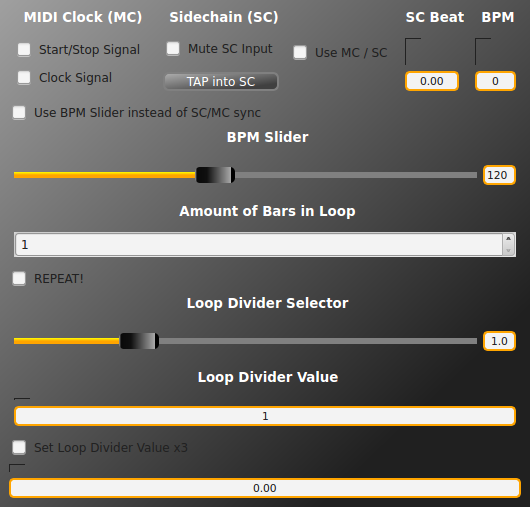 MIDI Clock (MC) Sidechain (SC) SC Beat BPM
Start/Stop Signal Mute SC Input Use MC / SC
Clock Signal TAP into SC 0.00 0
Use BPM Slider instead of SC/MC sync
BPM Slider
120
Amount of Bars in Loop
1
REPEAT!
Loop Divider Selector
1.0
Loop Divider Value
1
Set Loop Divider Value x3
0.00